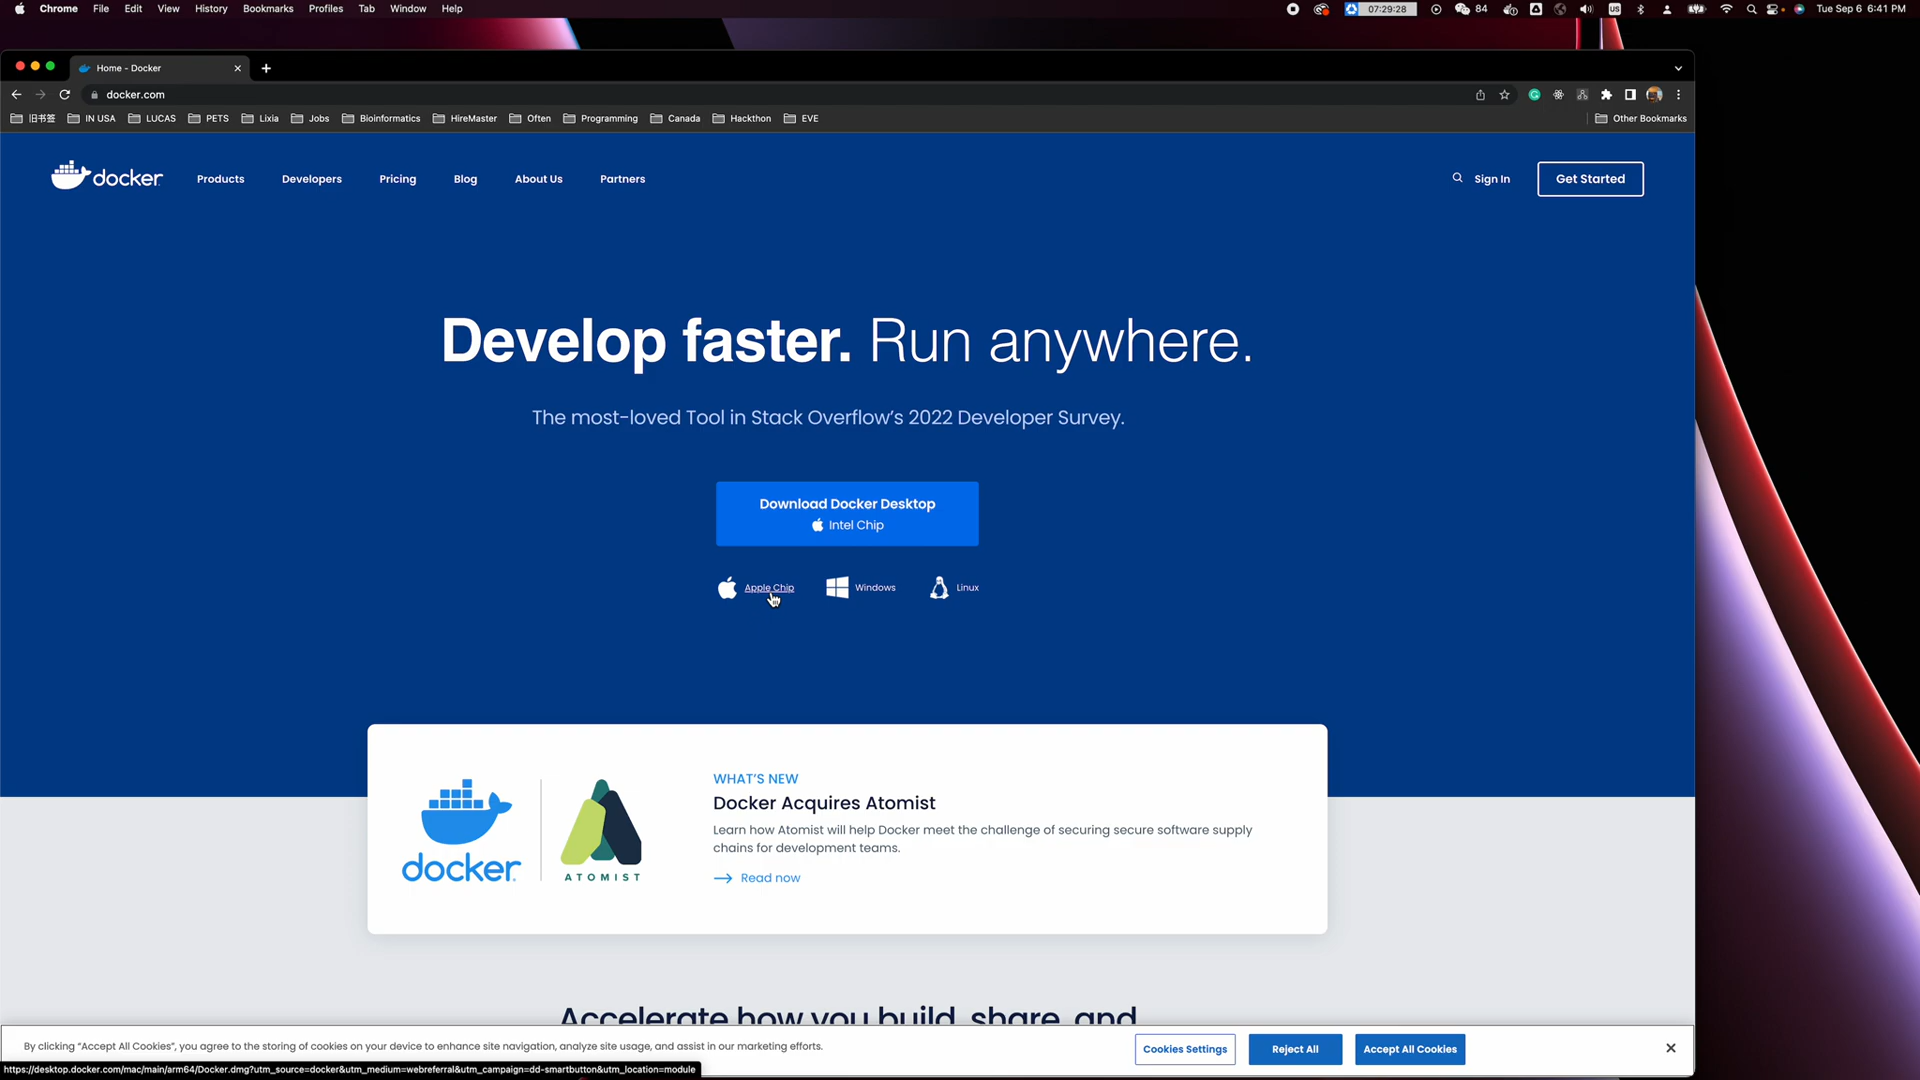 Chrome File Edit View History Bookmarks Profiles Tab Window Help 07:29:28 84 US Tue Sep 6 6:41 PM
Home - Docker
docker.com
旧书签 IN USA LUCAS PETS Lixia Jobs Bioinformatics HireMaster Often Programming Canada Hackthon EVE Other Bookmarks
docker Products Developers Pricing Blog About Us Partners Sign In Get Started
Develop faster. Run anywhere.
The most-loved Tool in Stack Overflow’s 2022 Developer Survey.
Download Docker Desktop
Intel Chip
Apple Chip Windows Linux
WHAT’S NEW
Docker Acquires Atomist
Learn how Atomist will help Docker meet the challenge of securing secure software supply
chains for development teams.
Read now
docker
ATOMIST
Accelerate how you build, share, and
By clicking “Accept All Cookies”, you agree to the storing of cookies on your device to enhance site navigation, analyze site usage, and assist in our marketing efforts.
Cookies Settings Reject All Accept All Cookies
https://desktop.docker.com/mac/main/arm64/Docker.dmg?utm_source=docker&utm_medium=webreferral&utm_campaign=dd-smartbutton&utm_location=module